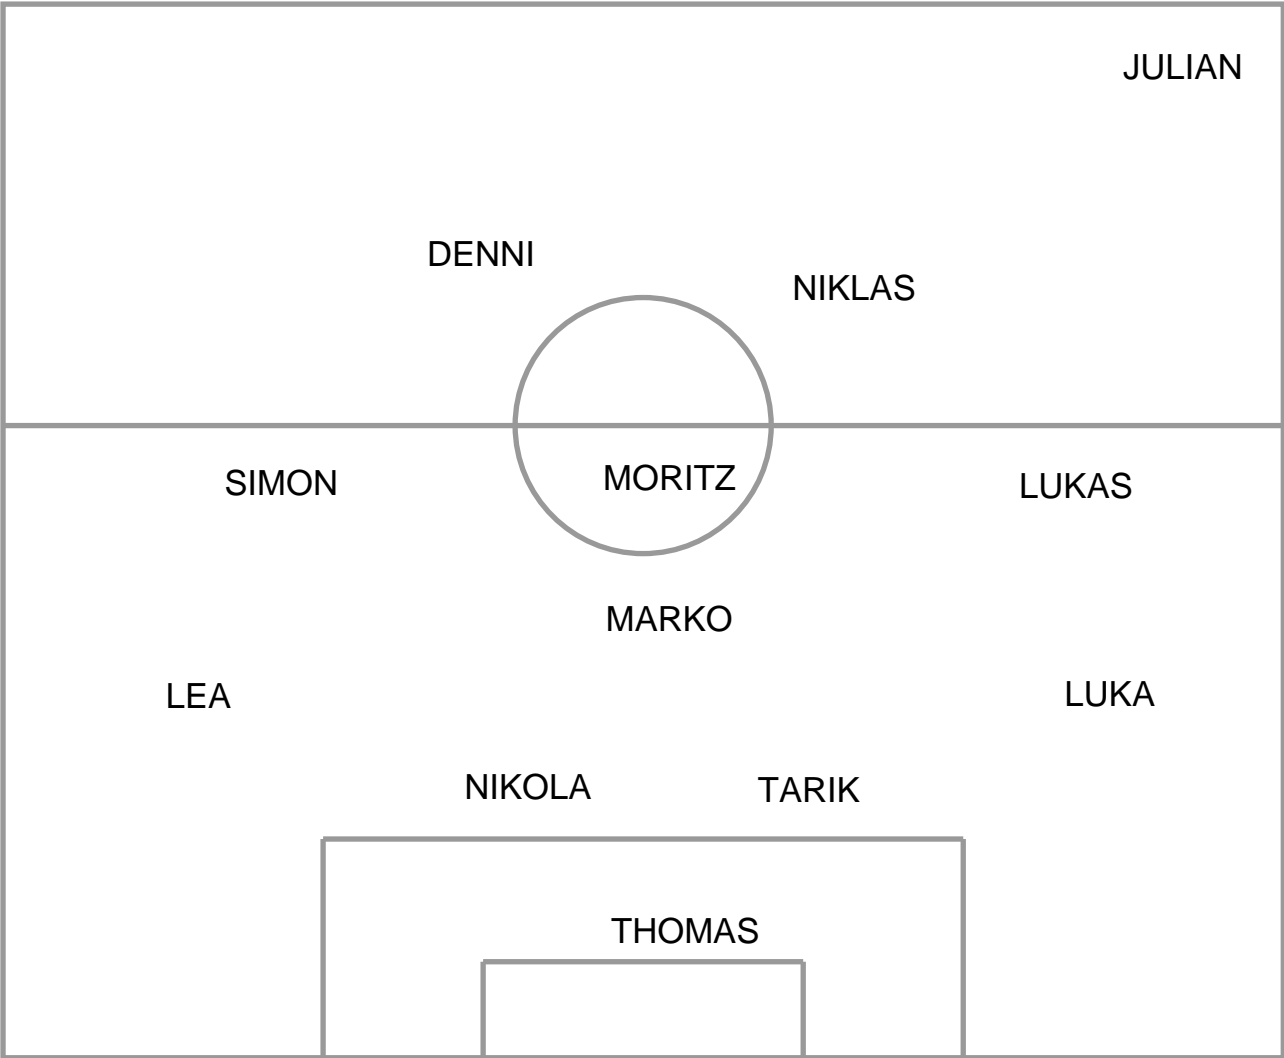 JULIAN
DENNI
NIKLAS
SIMON
MORITZ
LUKAS
MARKO
LEA
LUKA
NIKOLA
TARIK
THOMAS